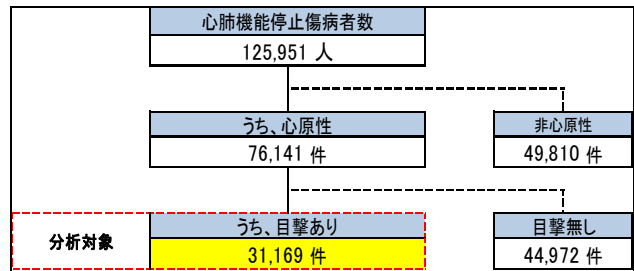 心肺機能停止傷病者数
125,951 人
うち、心原性
76,141 件
非心原性
49,810 件
分析対象
うち、目撃あり
31,169 件
目撃無し
44,972 件